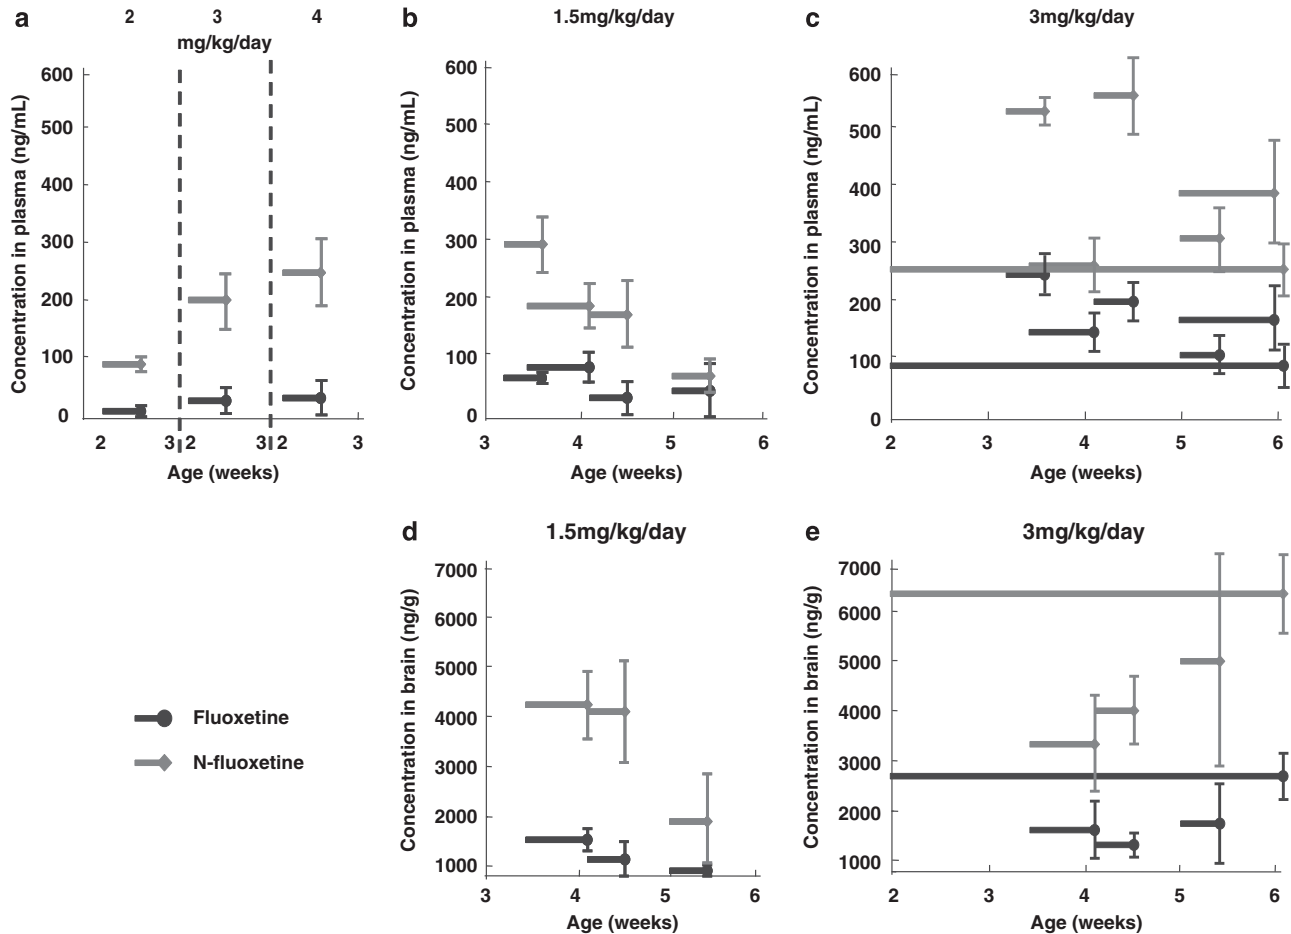 a
2 3 4
mg/kg/day
Concentration in plasma (ng/mL)
600
500
400
300
200
100
0
2 3 2 3 2 3
Age (weeks)
b
1.5mg/kg/day
Concentration in plasma (ng/mL)
600
500
400
300
200
100
0
3 4 5 6
Age (weeks)
c
3mg/kg/day
Concentration in plasma (ng/mL)
600
500
400
300
200
100
0
2 3 4 5 6
Age (weeks)
d
1.5mg/kg/day
Concentration in brain (ng/g)
7000
6000
5000
4000
3000
2000
1000
3 4 5 6
Age (weeks)
e
3mg/kg/day
Concentration in brain (ng/g)
7000
6000
5000
4000
3000
2000
1000
2 3 4 5 6
Age (weeks)
Fluoxetine
N-fluoxetine